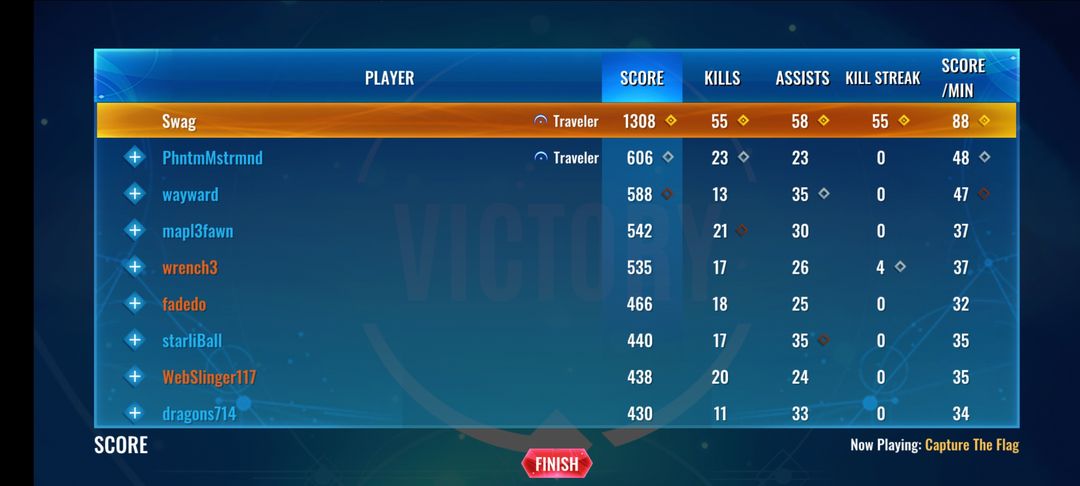 PLAYER SCORE KILLS ASSISTS KILL STREAK SCORE /MIN
Swag Traveler 1308 55 58 55 88
PhntmMstrmnd Traveler 606 23 23 0 48
wayward 588 13 35 0 47
mapl3fawn 542 21 30 0 37
wrench3 535 17 26 4 37
fadedo 466 18 25 0 32
starliBall 440 17 35 0 35
WebSlinger117 438 20 24 0 35
dragons714 430 11 33 0 34
VICTORY
SCORE
Now Playing: Capture The Flag
FINISH